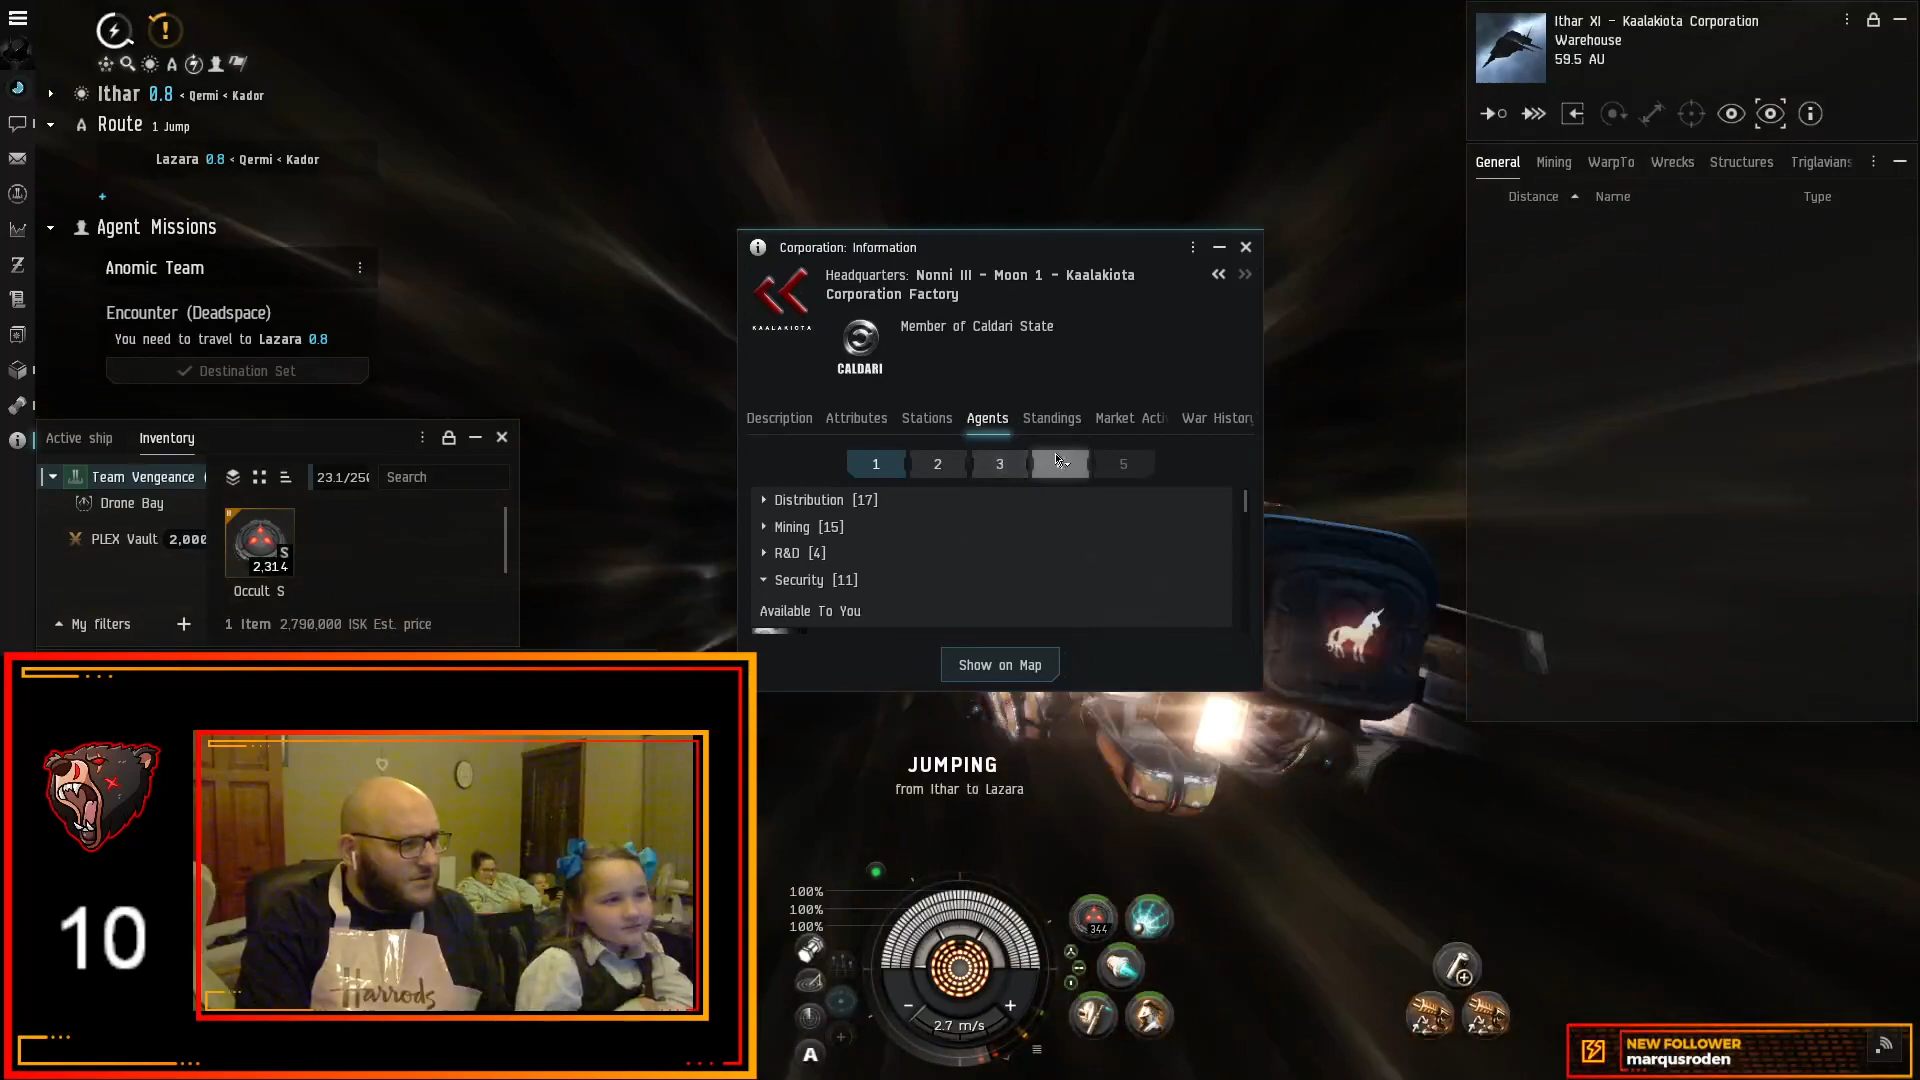 Ithar 0.8 < Qermi < Kador
A Route 1 Jump
Lazara 0.8 < Qermi < Kador
+
Agent Missions
Anomic Team
Encounter (Deadspace)
You need to travel to Lazara 0.8
Destination Set
Active ship Inventory
Team Vengeance
23.1/250
Search
Drone Bay
PLEX Vault 2,000
S
2,314
Occult S
My filters +
1 Item 2,790,000 ISK Est. price
Corporation: Information
Headquarters: Nonni III - Moon 1 - Kaalakiota
Corporation Factory
KAALAKIOTA
Member of Caldari State
CALDARI
Description Attributes Stations Agents Standings Market Acti War History
1 2 3 5
Distribution [17]
Mining [15]
R&D [4]
Security [11]
Available To You
Show on Map
Ithar XI - Kaalakiota Corporation
Warehouse
59.5 AU
General Mining WarpTo Wrecks Structures Triglavians
Distance Name Type
JUMPING
from Ithar to Lazara
100%
100%
100%
344
- +
2.7 m/s
A
10
Harrods
NEW FOLLOWER
marqusroden